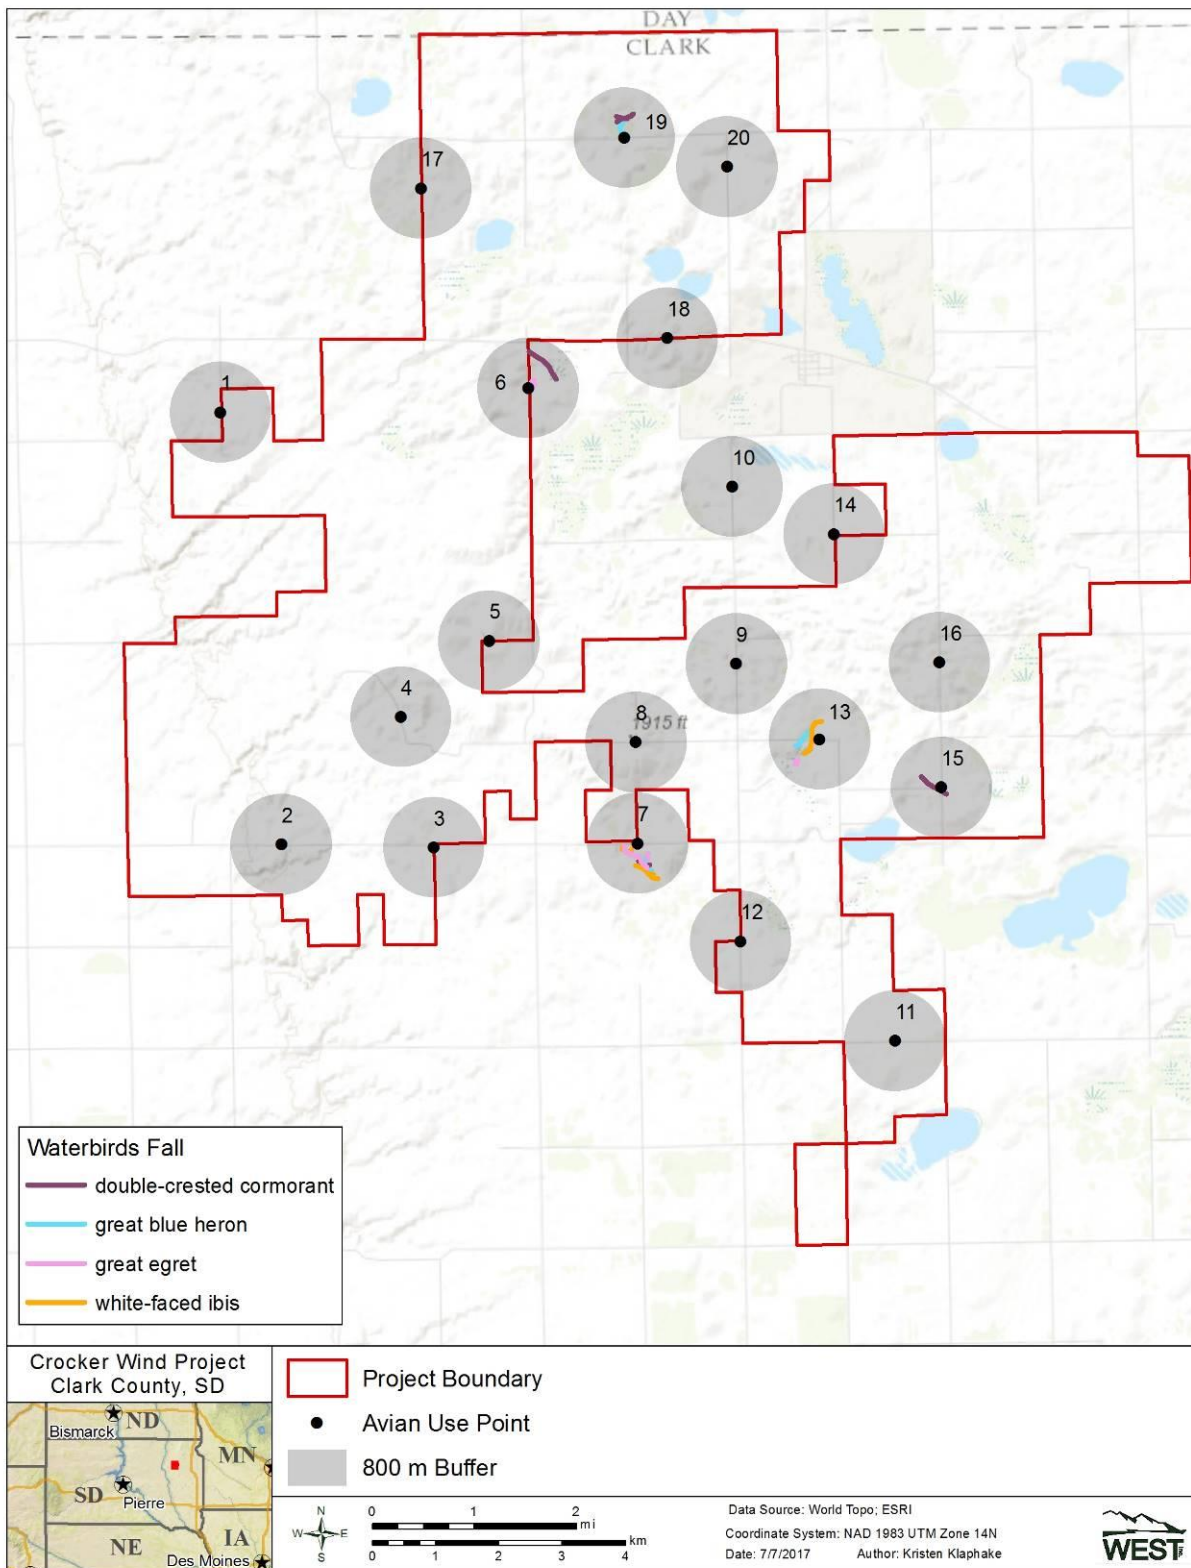 DAY
CLARK
19
20
17
18
1
6
10
14
5
9
16
4
8
1915 ft
13
15
2
3
7
12
11
Waterbirds Fall
double-crested cormorant
great blue heron
great egret
white-faced ibis
Crocker Wind Project
Clark County, SD
Bismarck
ND
MN
SD
Pierre
NE
IA
Des Moines
Project Boundary
Avian Use Point
800 m Buffer
N
W E
S
0 1 2
mi
0 1 2 3 4
km
Data Source: World Topo; ESRI
Coordinate System: NAD 1983 UTM Zone 14N
Date: 7/7/2017 Author: Kristen Klaphake
WEST